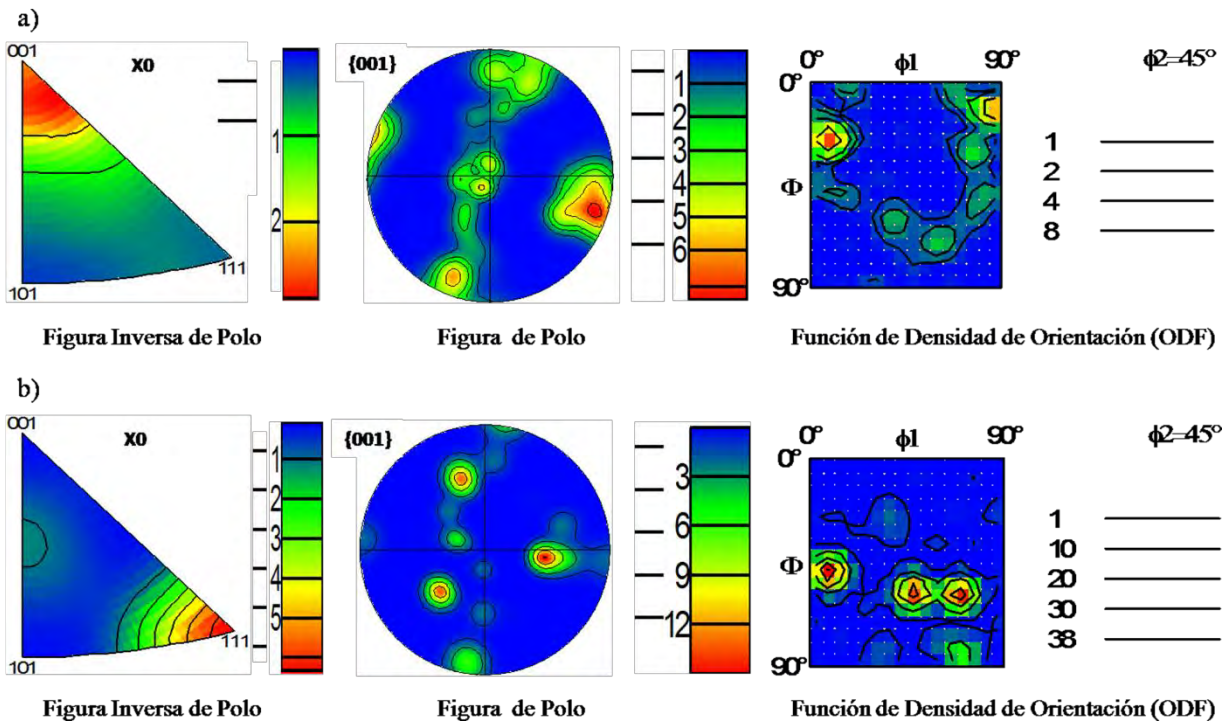 a)
001
X0
101
111
1
2
{001}
1
2
3
4
5
6
0°
ϕ1
90°
ϕ2=45°
Φ
90°
1
2
4
8
Figura Inversa de Polo
Figura de Polo
Función de Densidad de Orientación (ODF)
b)
001
X0
101
111
1
2
3
4
5
{001}
3
6
9
12
0°
ϕ1
90°
ϕ2=45°
0°
Φ
90°
1
10
20
30
38
Figura Inversa de Polo
Figura de Polo
Función de Densidad de Orientación (ODF)